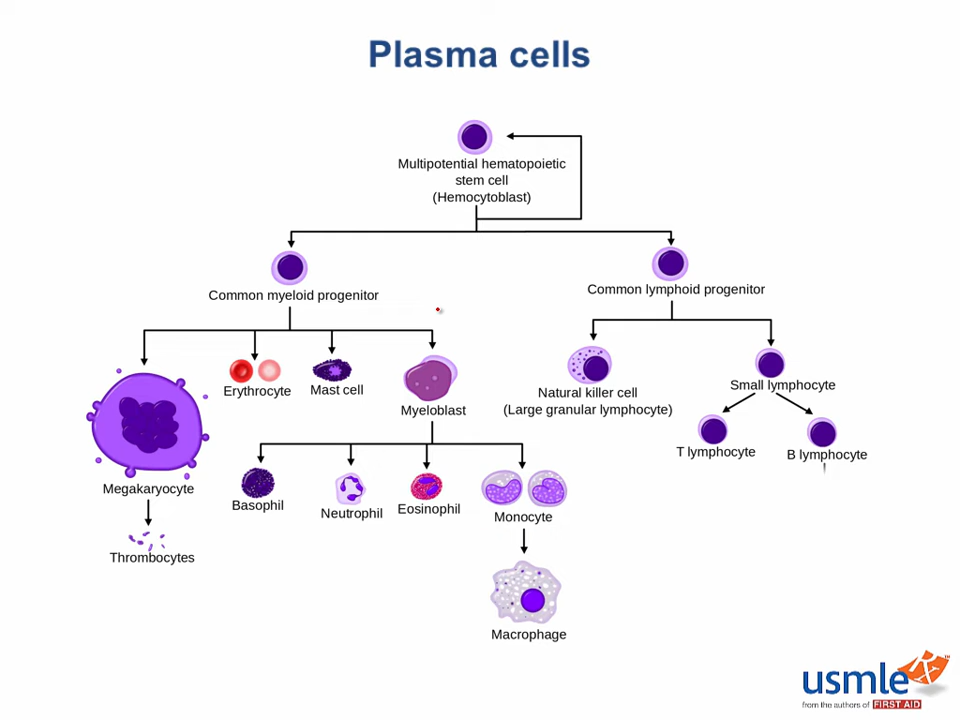 Plasma cells
Multipotential hematopoietic
stem cell
(Hemocytoblast)
Common myeloid progenitor
Common lymphoid progenitor
Erythrocyte
Mast cell
Myeloblast
Natural killer cell
(Large granular lymphocyte)
Small lymphocyte
T lymphocyte
B lymphocyte
Megakaryocyte
Basophil
Neutrophil
Eosinophil
Monocyte
Thrombocytes
Macrophage
usmle Rx ™
from the authors of FIRST AID